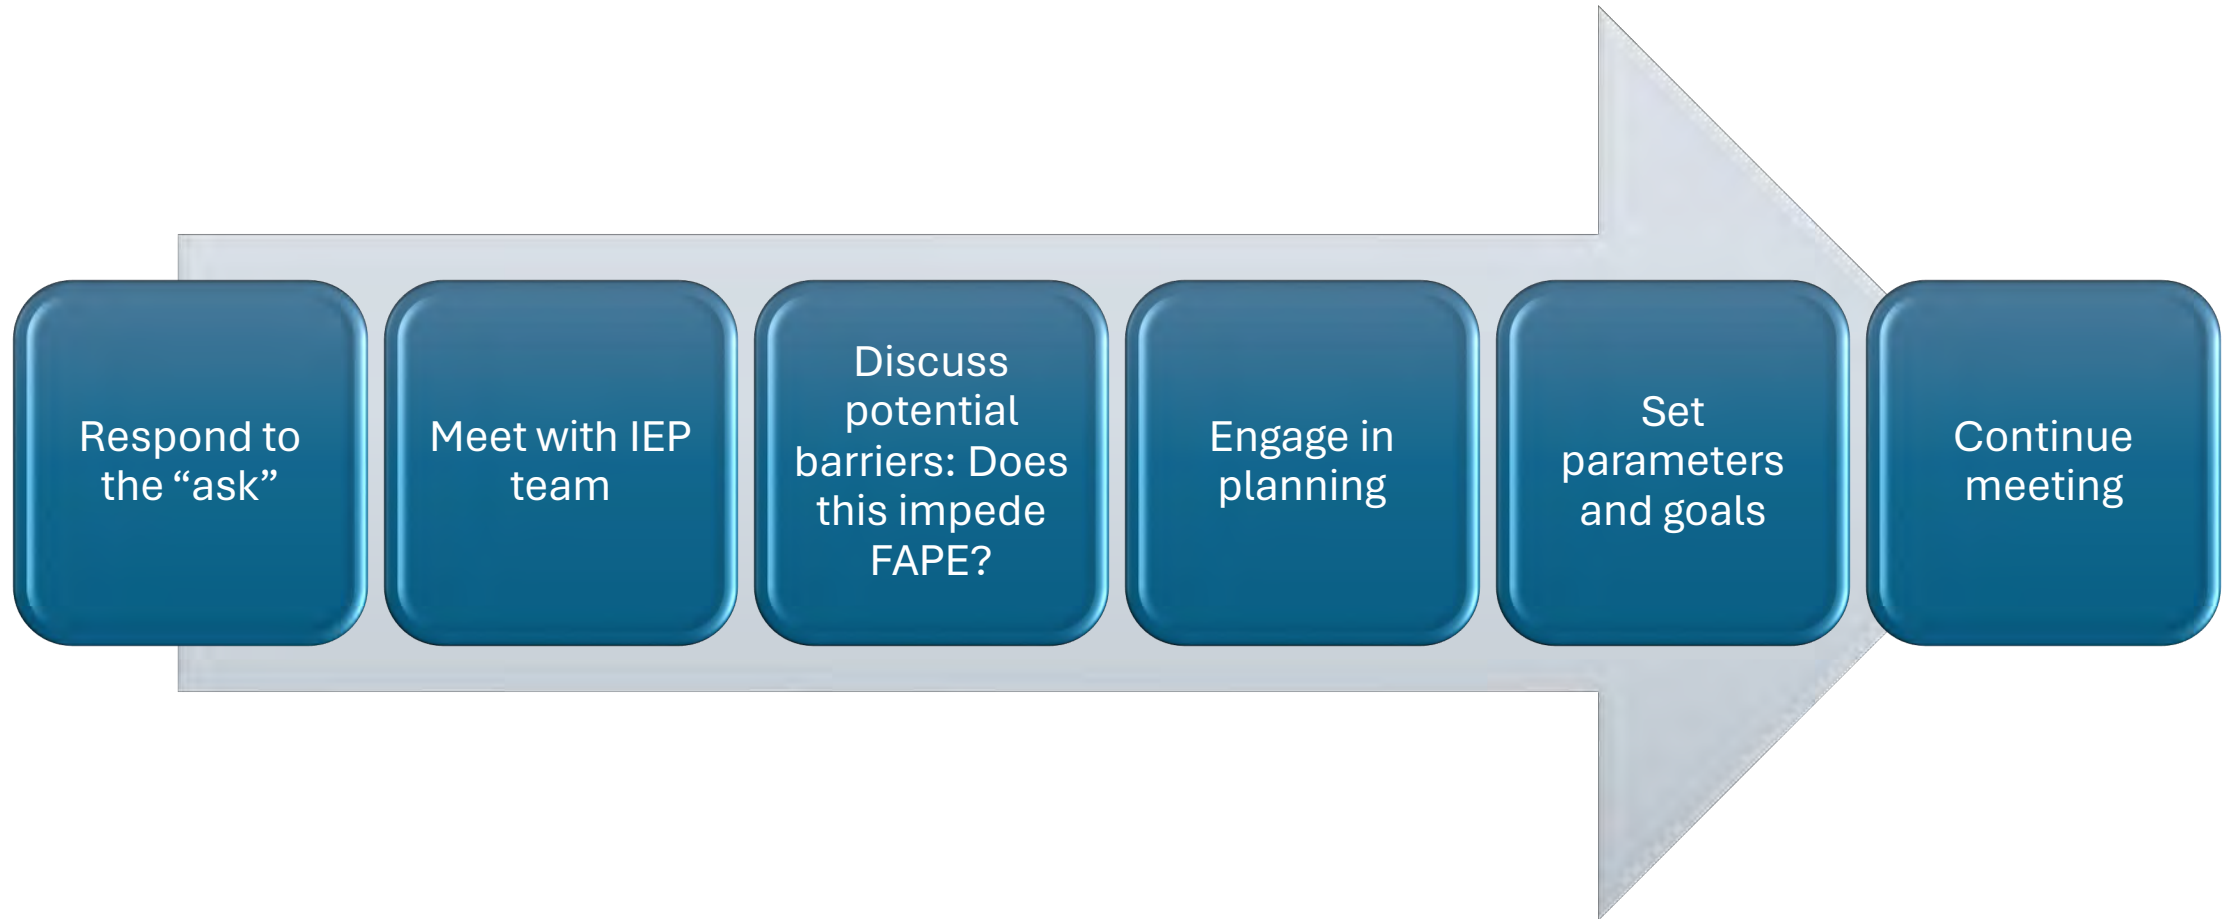 Respond to
the “ask”
Meet with IEP
team
Discuss
potential
barriers: Does
this impede
FAPE?
Engage in
planning
Set
parameters
and goals
Continue
meeting